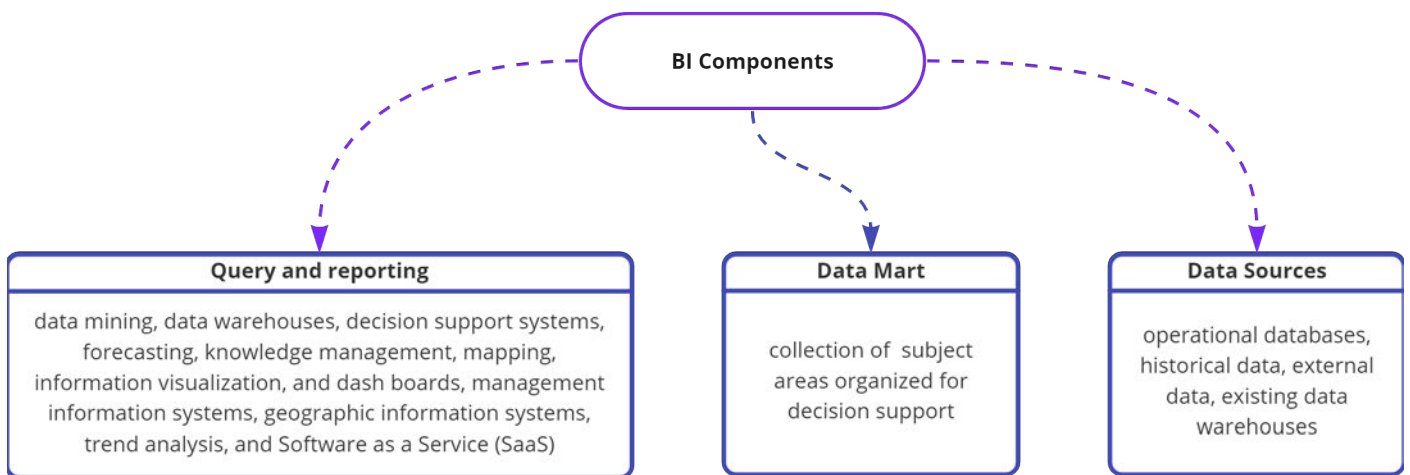 BI Components
Query and reporting
data mining, data warehouses, decision support systems,
forecasting, knowledge management, mapping,
information visualization, and dash boards, management
information systems, geographic information systems,
trend analysis, and Software as a Service (SaaS)
Data Mart
collection of  subject
areas organized for
decision support
Data Sources
operational databases,
historical data, external
data, existing data
warehouses